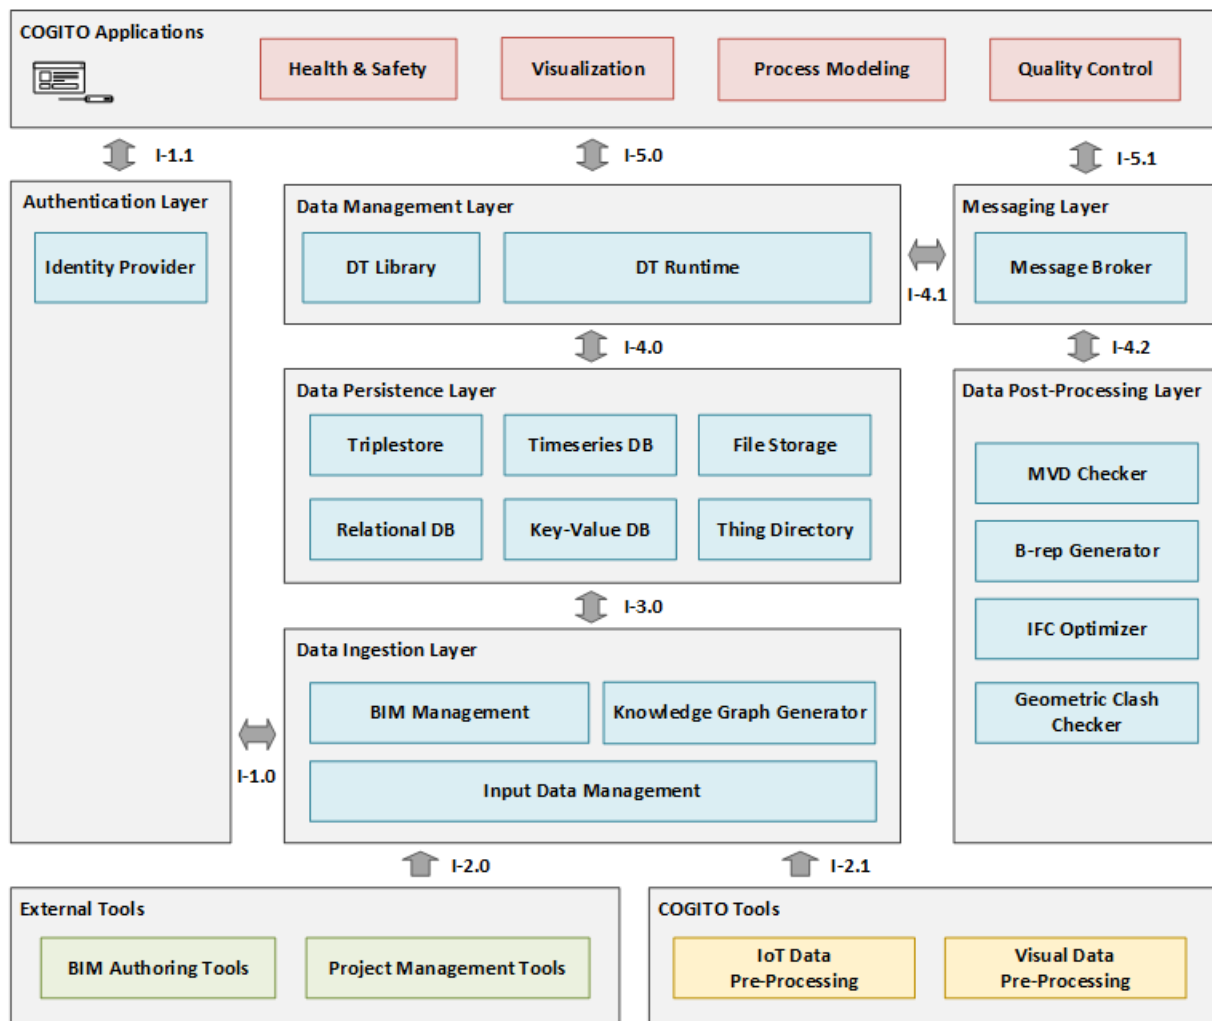 COGITO Applications
Health & Safety
Visualization
Process Modeling
Quality Control
I-1.1
I-5.0
I-5.1
Authentication Layer
Identity Provider
Data Management Layer
DT Library
DT Runtime
I-4.1
Messaging Layer
Message Broker
I-4.0
I-4.2
Data Persistence Layer
Triplestore
Timeseries DB
File Storage
Relational DB
Key-Value DB
Thing Directory
Data Post-Processing Layer
MVD Checker
B-rep Generator
IFC Optimizer
Geometric Clash
Checker
I-3.0
Data Ingestion Layer
BIM Management
Knowledge Graph Generator
Input Data Management
I-1.0
I-2.0
I-2.1
External Tools
BIM Authoring Tools
Project Management Tools
COGITO Tools
IoT Data
Pre-Processing
Visual Data
Pre-Processing